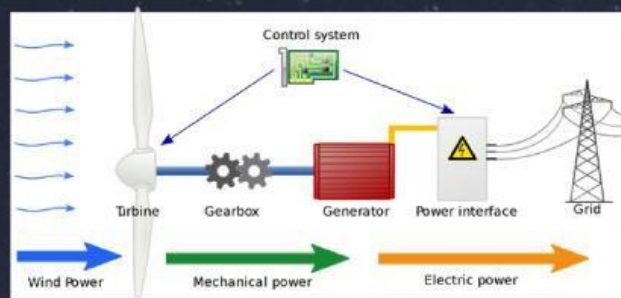 Control system
Turbine
Gearbox
Generator
Power interface
Grid
Wind Power
Mechanical power
Electric power